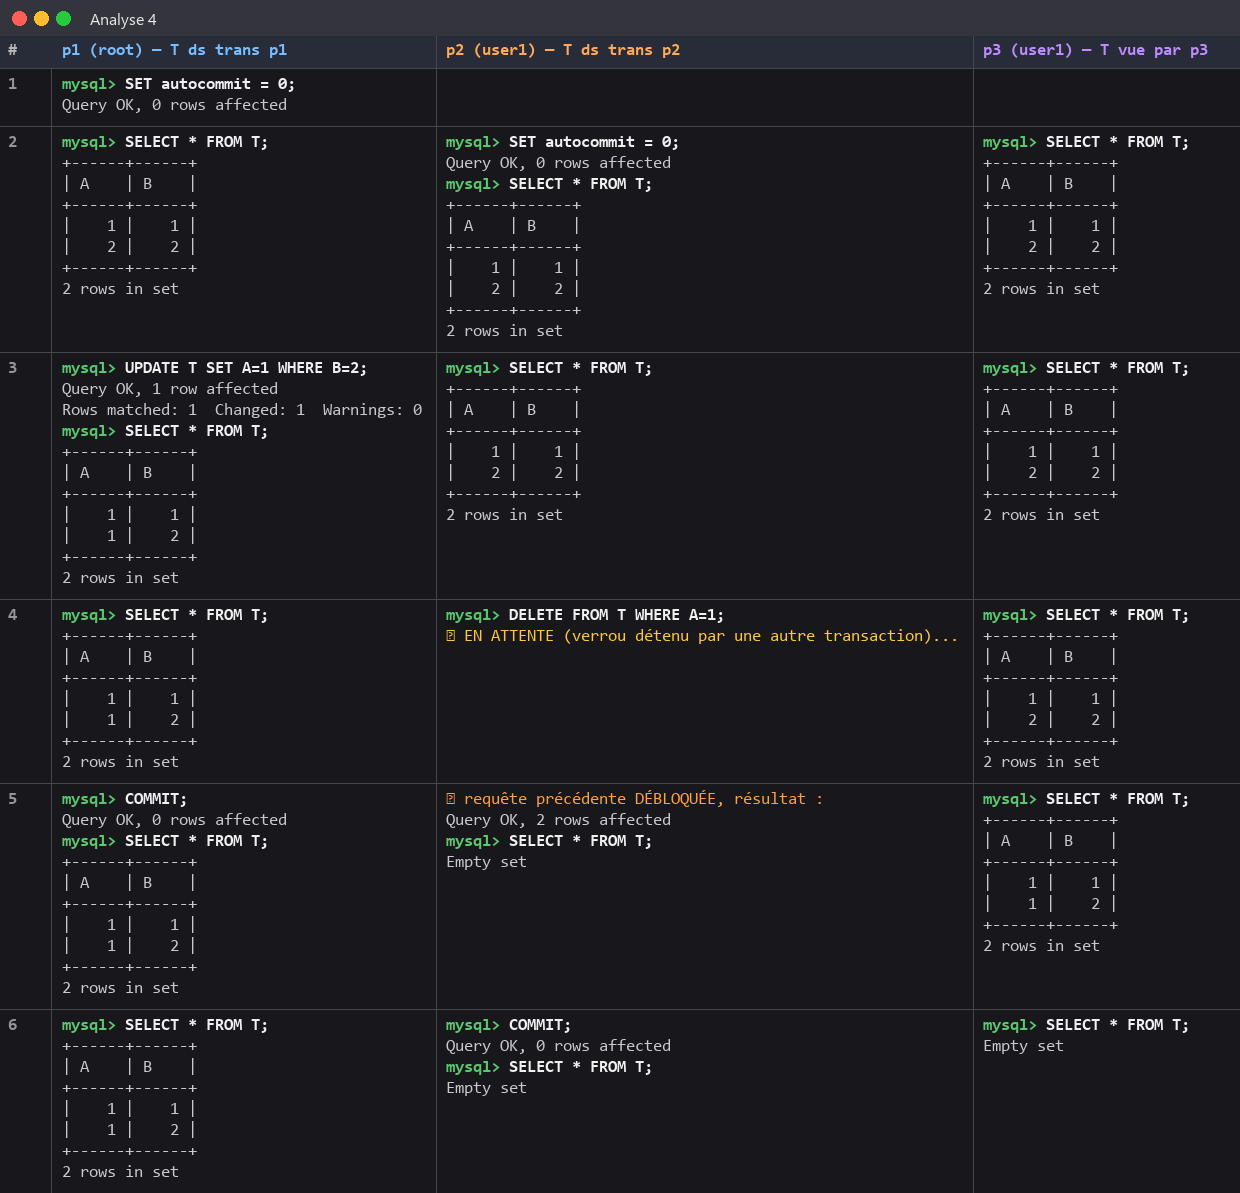 Analyse 4
# p1 (root) — T ds trans p1 p2 (user1) — T ds trans p2 p3 (user1) — T vue par p3
1
mysql> SET autocommit = 0;
Query OK, 0 rows affected
2
mysql> SELECT * FROM T;
+------+------+
| A    | B    |
+------+------+
|    1 |    1 |
|    2 |    2 |
+------+------+
2 rows in set
mysql> SET autocommit = 0;
Query OK, 0 rows affected
mysql> SELECT * FROM T;
+------+------+
| A    | B    |
+------+------+
|    1 |    1 |
|    2 |    2 |
+------+------+
2 rows in set
mysql> SELECT * FROM T;
+------+------+
| A    | B    |
+------+------+
|    1 |    1 |
|    2 |    2 |
+------+------+
2 rows in set
3
mysql> UPDATE T SET A=1 WHERE B=2;
Query OK, 1 row affected
Rows matched: 1  Changed: 1  Warnings: 0
mysql> SELECT * FROM T;
+------+------+
| A    | B    |
+------+------+
|    1 |    1 |
|    1 |    2 |
+------+------+
2 rows in set
mysql> SELECT * FROM T;
+------+------+
| A    | B    |
+------+------+
|    1 |    1 |
|    2 |    2 |
+------+------+
2 rows in set
mysql> SELECT * FROM T;
+------+------+
| A    | B    |
+------+------+
|    1 |    1 |
|    2 |    2 |
+------+------+
2 rows in set
4
mysql> SELECT * FROM T;
+------+------+
| A    | B    |
+------+------+
|    1 |    1 |
|    1 |    2 |
+------+------+
2 rows in set
mysql> DELETE FROM T WHERE A=1;
EN ATTENTE (verrou détenu par une autre transaction)...
mysql> SELECT * FROM T;
+------+------+
| A    | B    |
+------+------+
|    1 |    1 |
|    2 |    2 |
+------+------+
2 rows in set
5
mysql> COMMIT;
Query OK, 0 rows affected
mysql> SELECT * FROM T;
+------+------+
| A    | B    |
+------+------+
|    1 |    1 |
|    1 |    2 |
+------+------+
2 rows in set
requête précédente DÉBLOQUÉE, résultat :
Query OK, 2 rows affected
mysql> SELECT * FROM T;
Empty set
mysql> SELECT * FROM T;
+------+------+
| A    | B    |
+------+------+
|    1 |    1 |
|    1 |    2 |
+------+------+
2 rows in set
6
mysql> SELECT * FROM T;
+------+------+
| A    | B    |
+------+------+
|    1 |    1 |
|    1 |    2 |
+------+------+
2 rows in set
mysql> COMMIT;
Query OK, 0 rows affected
mysql> SELECT * FROM T;
Empty set
mysql> SELECT * FROM T;
Empty set